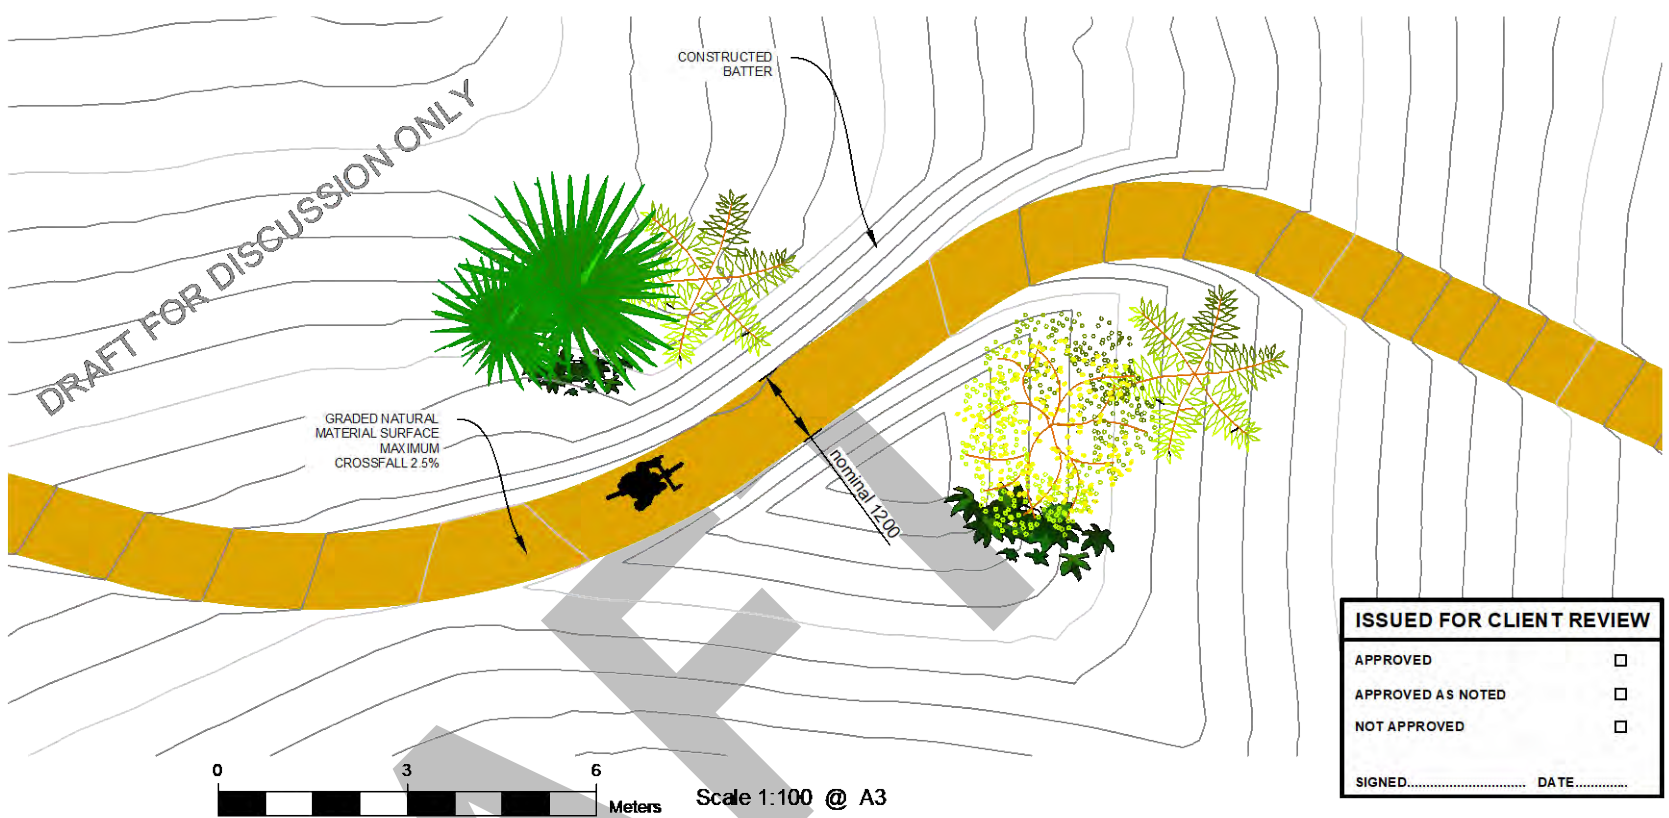 CONSTRUCTED
BATTER
DRAFT FOR DISCUSSION ONLY
GRADED NATURAL
MATERIAL SURFACE
MAXIMUM
CROSSFALL 2.5%
nominal 1200
ISSUED FOR CLIENT REVIEW
APPROVED
APPROVED AS NOTED
NOT APPROVED
SIGNED............................... DATE..............
0 3 6
Meters
Scale 1:100 @ A3